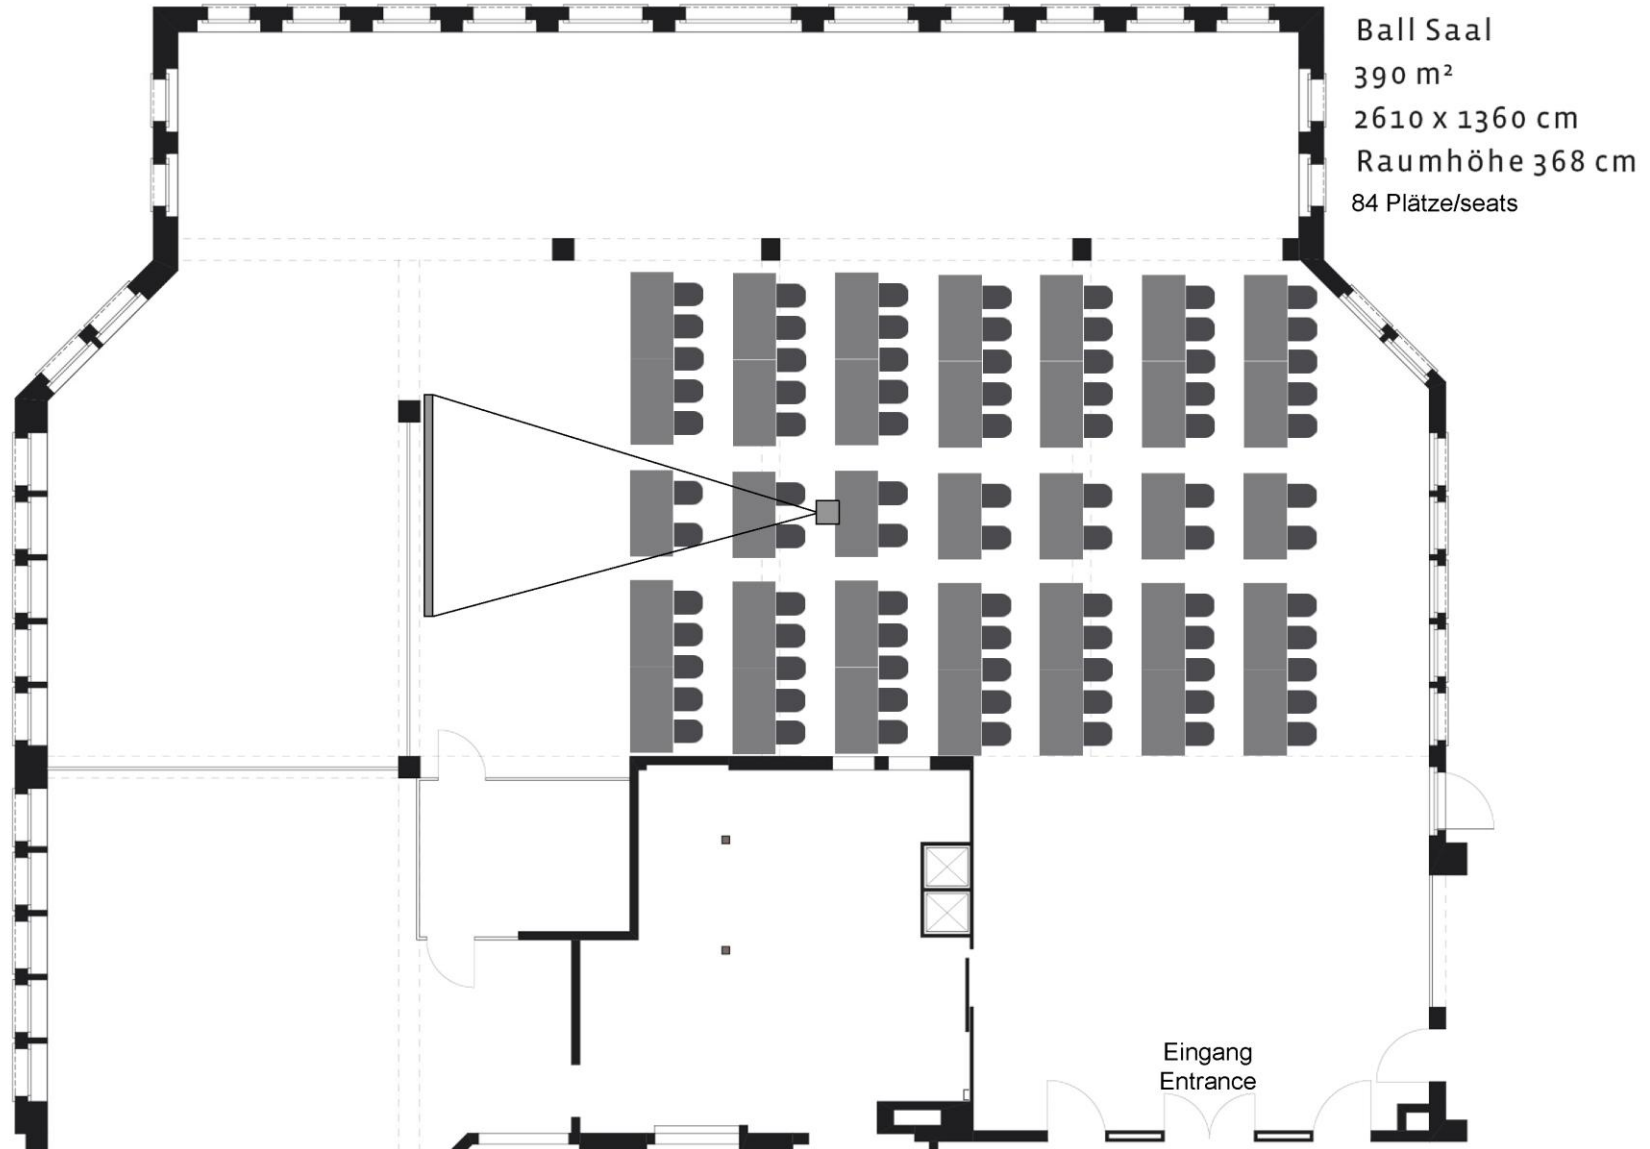 Ball Saal
390 m²
2610 x 1360 cm
Raumhöhe 368 cm
84 Plätze/seats
Eingang
Entrance